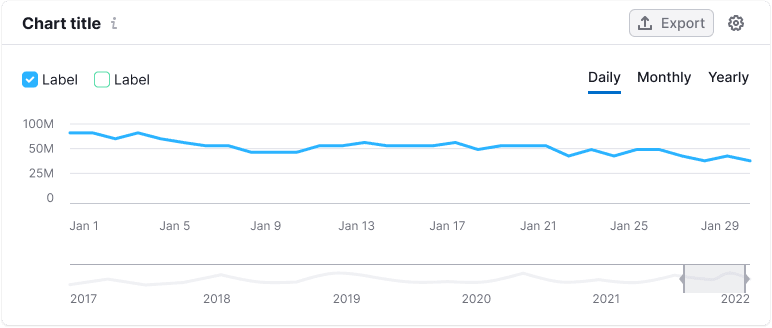 Chart title i
Export
Label Label
Daily Monthly Yearly
100M
50M
25M
0
Jan 1 Jan 5 Jan 9 Jan 13 Jan 17 Jan 21 Jan 25 Jan 29
2017 2018 2019 2020 2021 2022